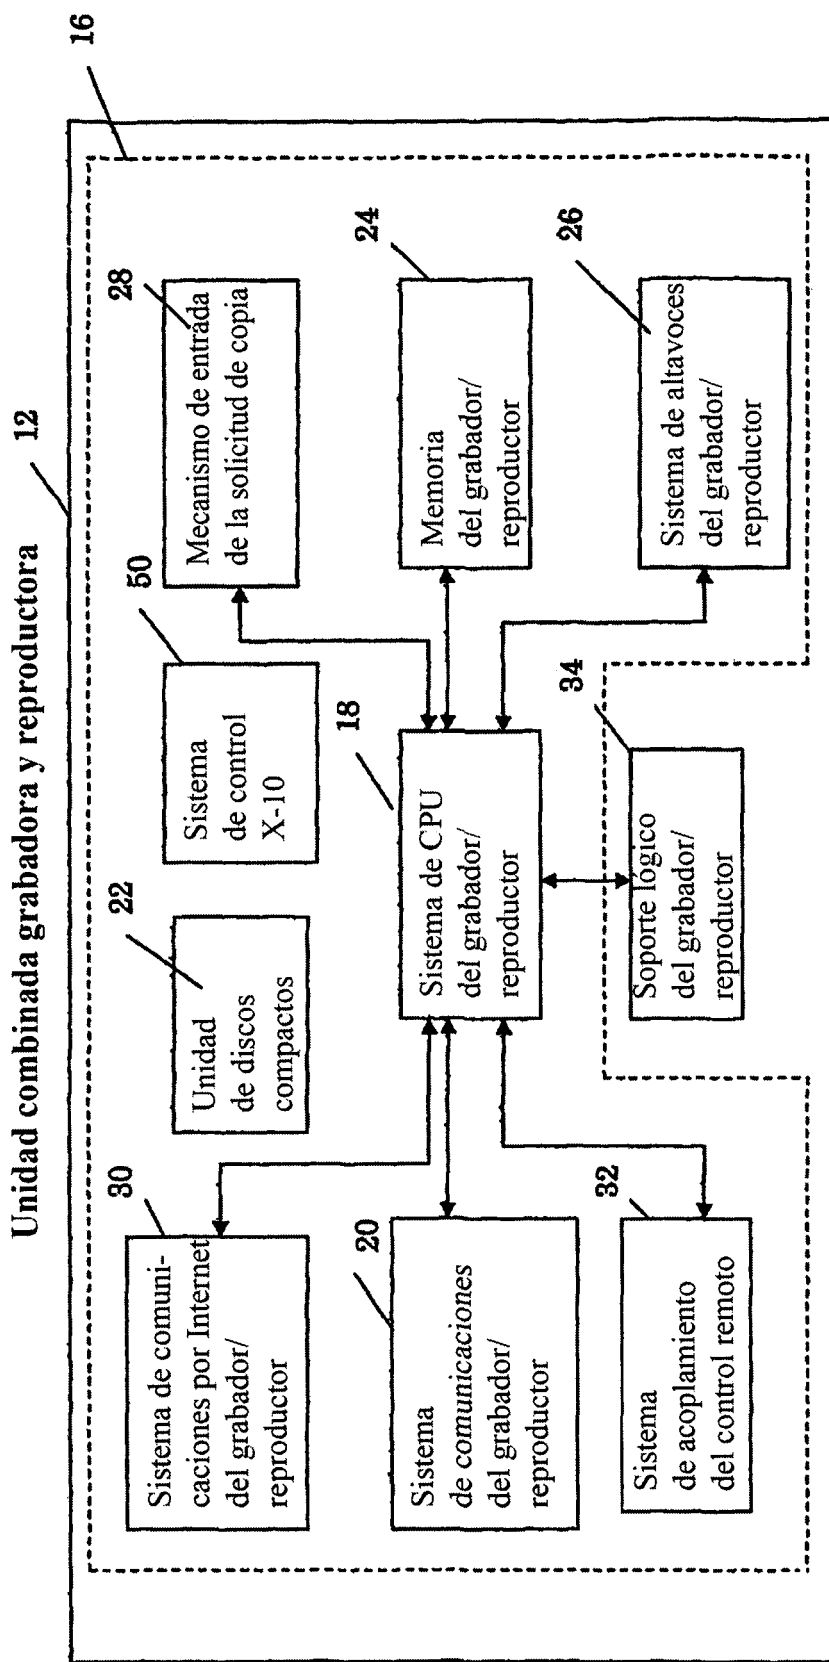 Unidad combinada grabadora y reproductora
12
16
30
Sistema de comuni-
caciones por Internet
del grabador/
reproductor
22
Unidad
de discos
compactos
50
Sistema
de control
X-10
28
Mecanismo de entrada
de la solicitud de copia
20
Sistema
de comunicaciones
del grabador/
reproductor
18
Sistema de CPU
del grabador/
reproductor
24
Memoria
del grabador/
reproductor
32
Sistema
de acoplamiento
del control remoto
34
Soporte lógico
del grabador/
reproductor
26
Sistema de altavoces
del grabador/
reproductor